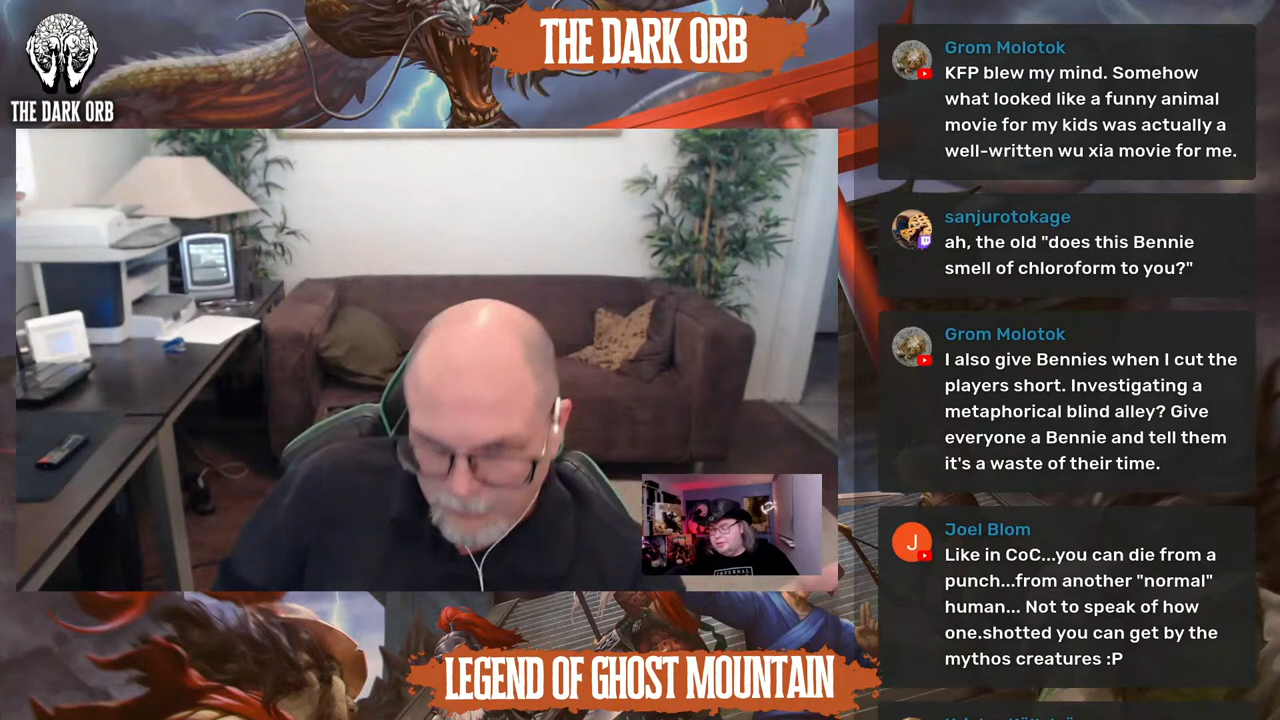 THE DARK ORB
THE DARK ORB
Grom Molotok
KFP blew my mind. Somehow
what looked like a funny animal
movie for my kids was actually a
well-written wu xia movie for me.
sanjurotokage
ah, the old "does this Bennie
smell of chloroform to you?"
Grom Molotok
I also give Bennies when I cut the
players short. Investigating a
metaphorical blind alley? Give
everyone a Bennie and tell them
it's a waste of their time.
J
Joel Blom
Like in CoC...you can die from a
punch...from another "normal"
human... Not to speak of how
one.shotted you can get by the
mythos creatures :P
INFERNAL
LEGEND OF GHOST MOUNTAIN